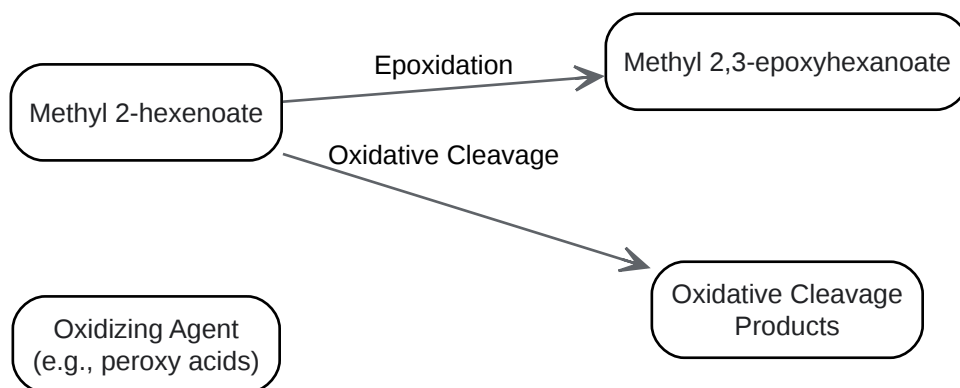 Epoxidation
Methyl 2,3-epoxyhexanoate
Methyl 2-hexenoate
Oxidative Cleavage
Oxidative Cleavage
Products
Oxidizing Agent
(e.g., peroxy acids)